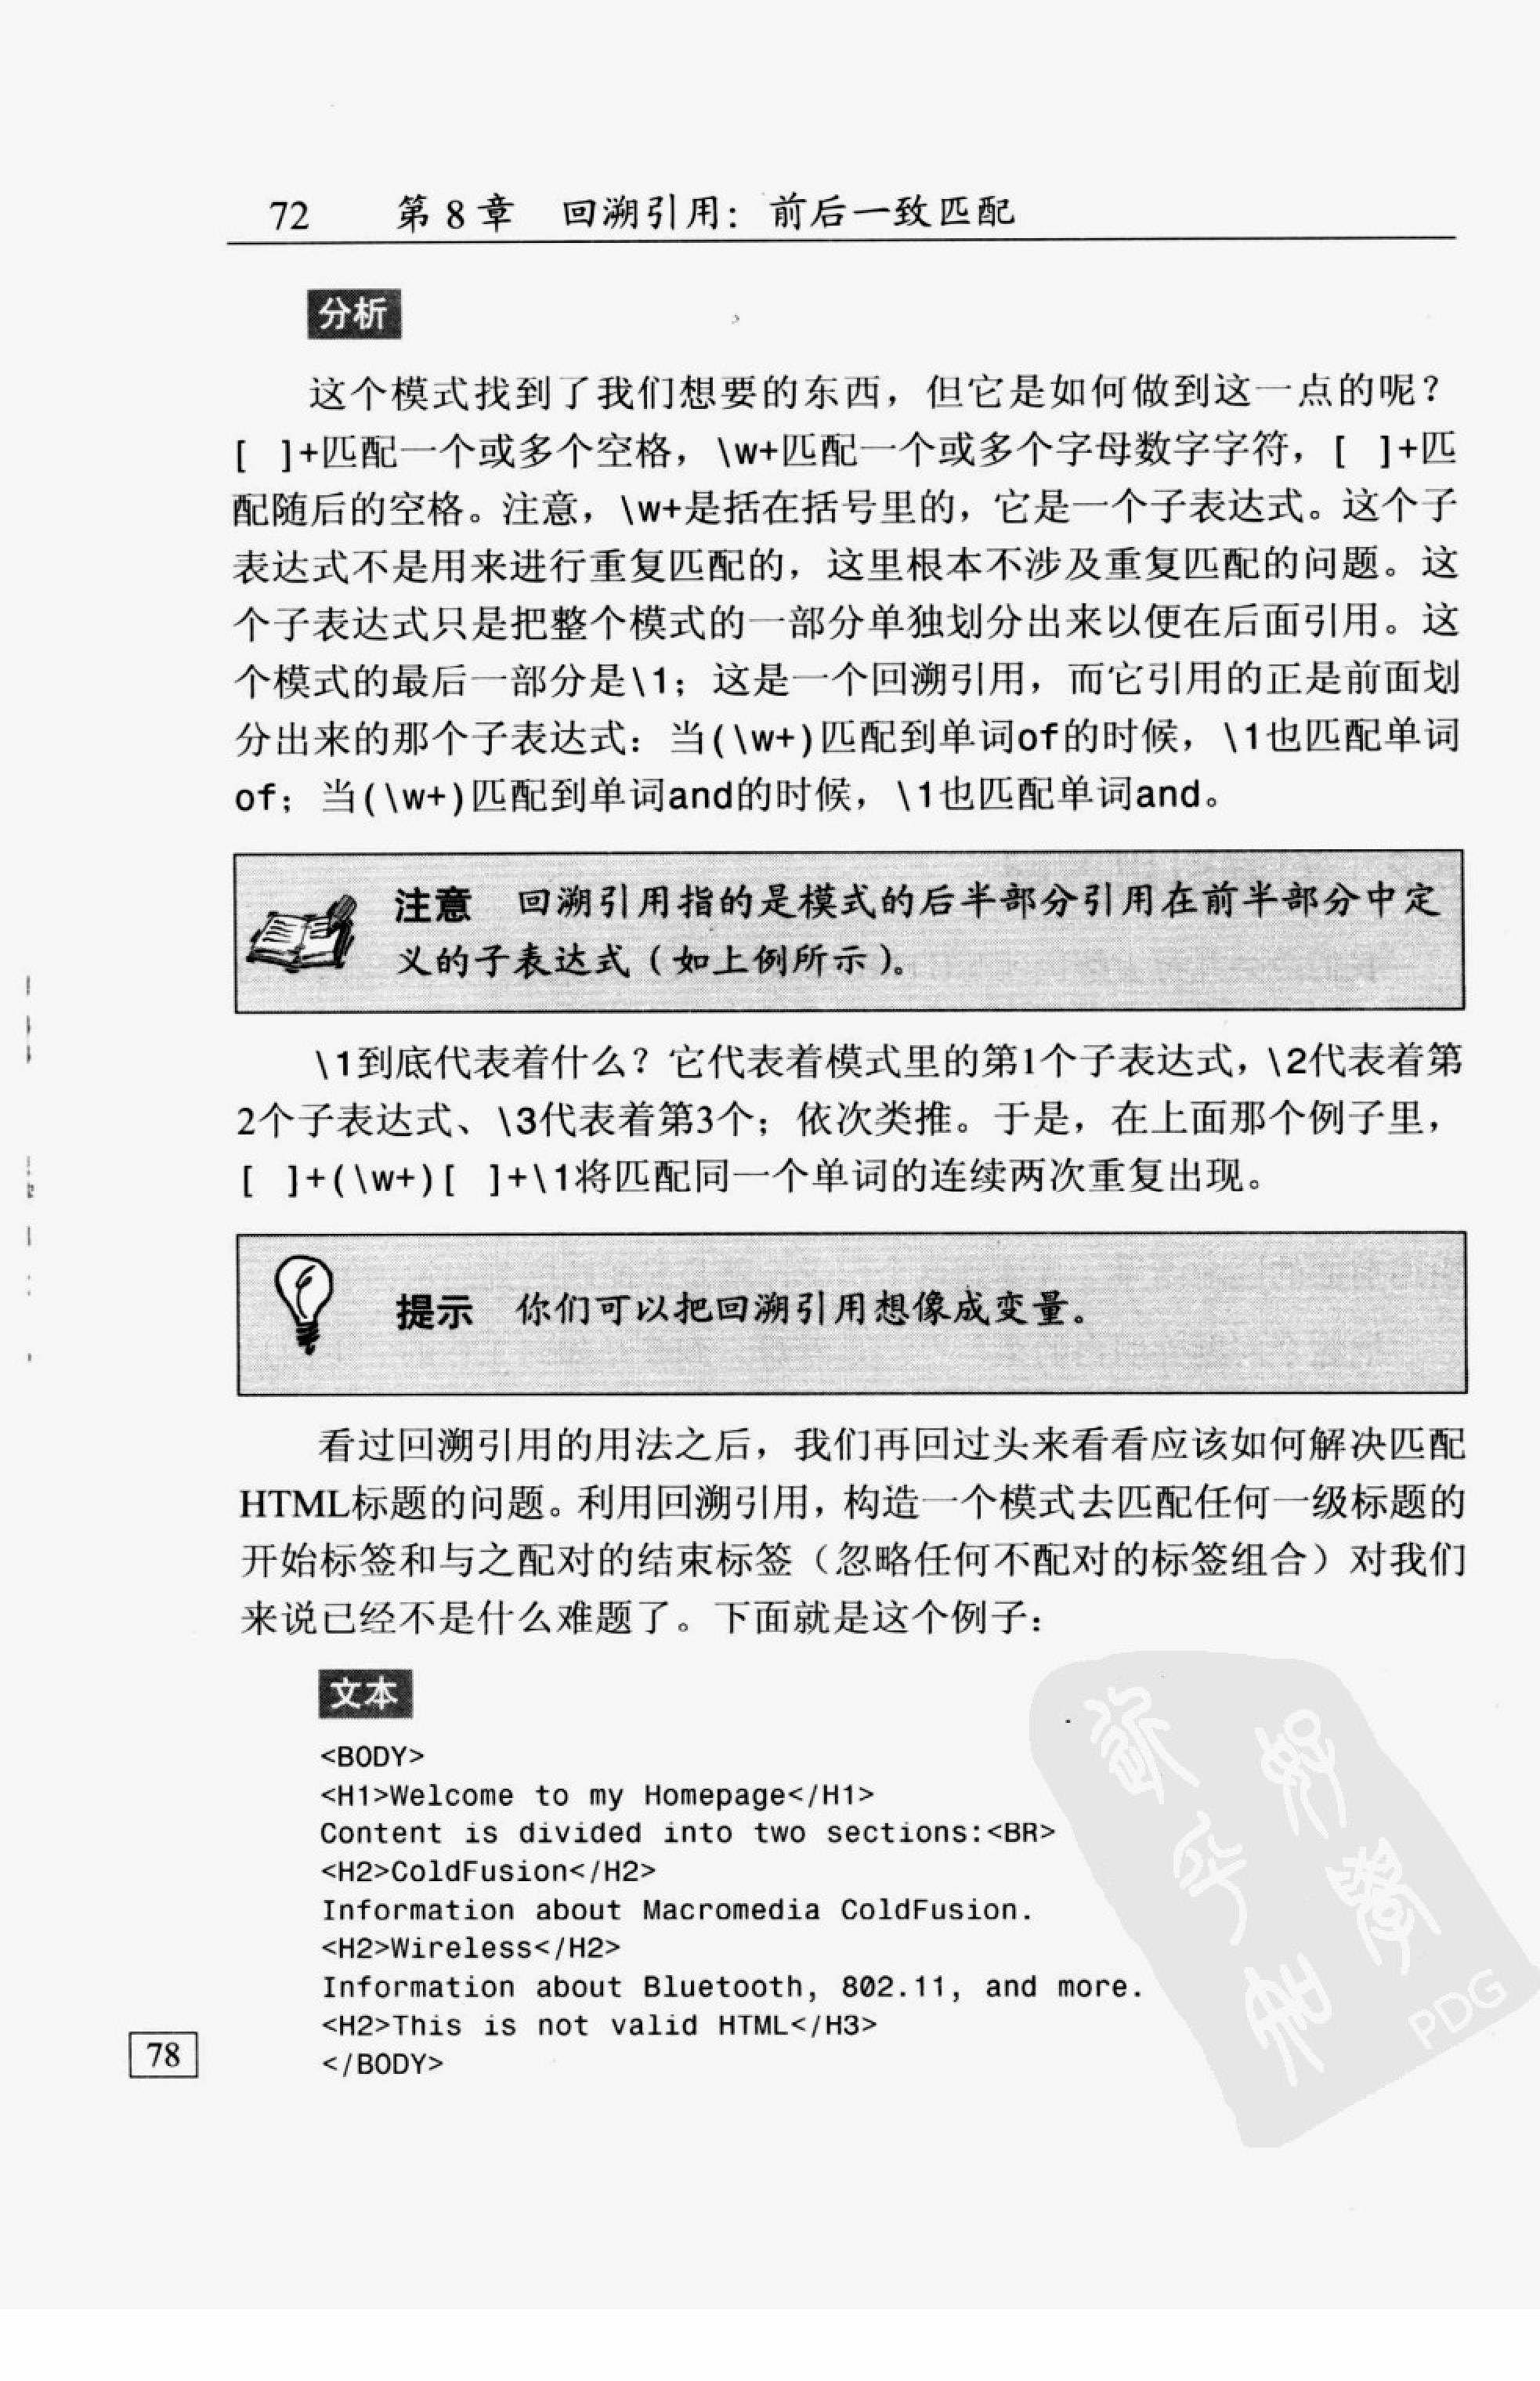 72 第8章 回溯引用：前后一致匹配
分析
这个模式找到了我们想要的东西，但它是如何做到这一点的呢？
[ ]+匹配一个或多个空格，\w+匹配一个或多个字母数字字符，[ ]+匹
配随后的空格。注意，\w+是括在括号里的，它是一个子表达式。这个子
表达式不是用来进行重复匹配的，这里根本不涉及重复匹配的问题。这
个子表达式只是把整个模式的一部分单独划分出来以便在后面引用。这
个模式的最后一部分是\1；这是一个回溯引用，而它引用的正是前面划
分出来的那个子表达式：当(\w+)匹配到单词of的时候，\1也匹配单词
of；当(\w+)匹配到单词and的时候，\1也匹配单词and。
注意 回溯引用指的是模式的后半部分引用在前半部分中定
义的子表达式（如上例所示）。
\1到底代表着什么？它代表着模式里的第1个子表达式，\2代表着第
2个子表达式、\3代表着第3个；依次类推。于是，在上面那个例子里，
[ ]+(\w+)[ ]+\1将匹配同一个单词的连续两次重复出现。
提示 你们可以把回溯引用想像成变量。
看过回溯引用的用法之后，我们再回过头来看看应该如何解决匹配
HTML标题的问题。利用回溯引用，构造一个模式去匹配任何一级标题的
开始标签和与之配对的结束标签（忽略任何不配对的标签组合）对我们
来说已经不是什么难题了。下面就是这个例子：
文本
<BODY>
<H1>Welcome to my Homepage</H1>
Content is divided into two sections:<BR>
<H2>ColdFusion</H2>
Information about Macromedia ColdFusion.
<H2>Wireless</H2>
Information about Bluetooth, 802.11, and more.
<H2>This is not valid HTML</H3>
</BODY>
78
PDG